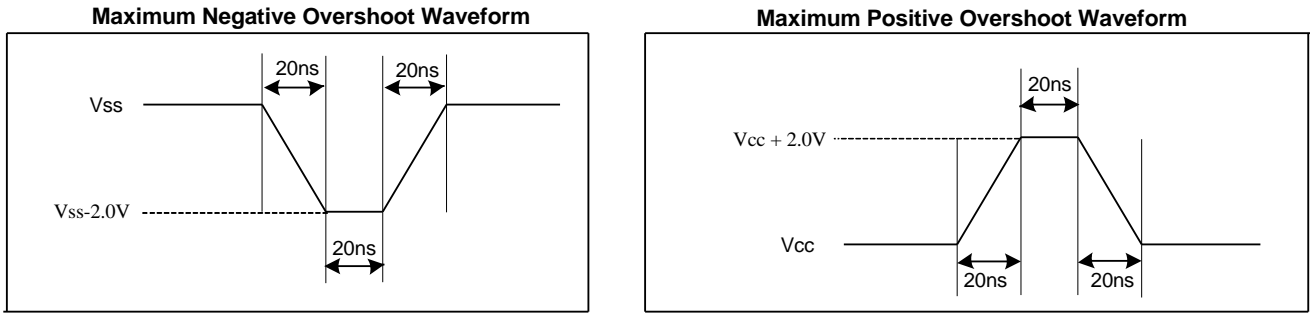 Maximum Negative Overshoot Waveform
20ns
20ns
Vss
Vss-2.0V
20ns
Maximum Positive Overshoot Waveform
20ns
Vcc + 2.0V
Vcc
20ns
20ns